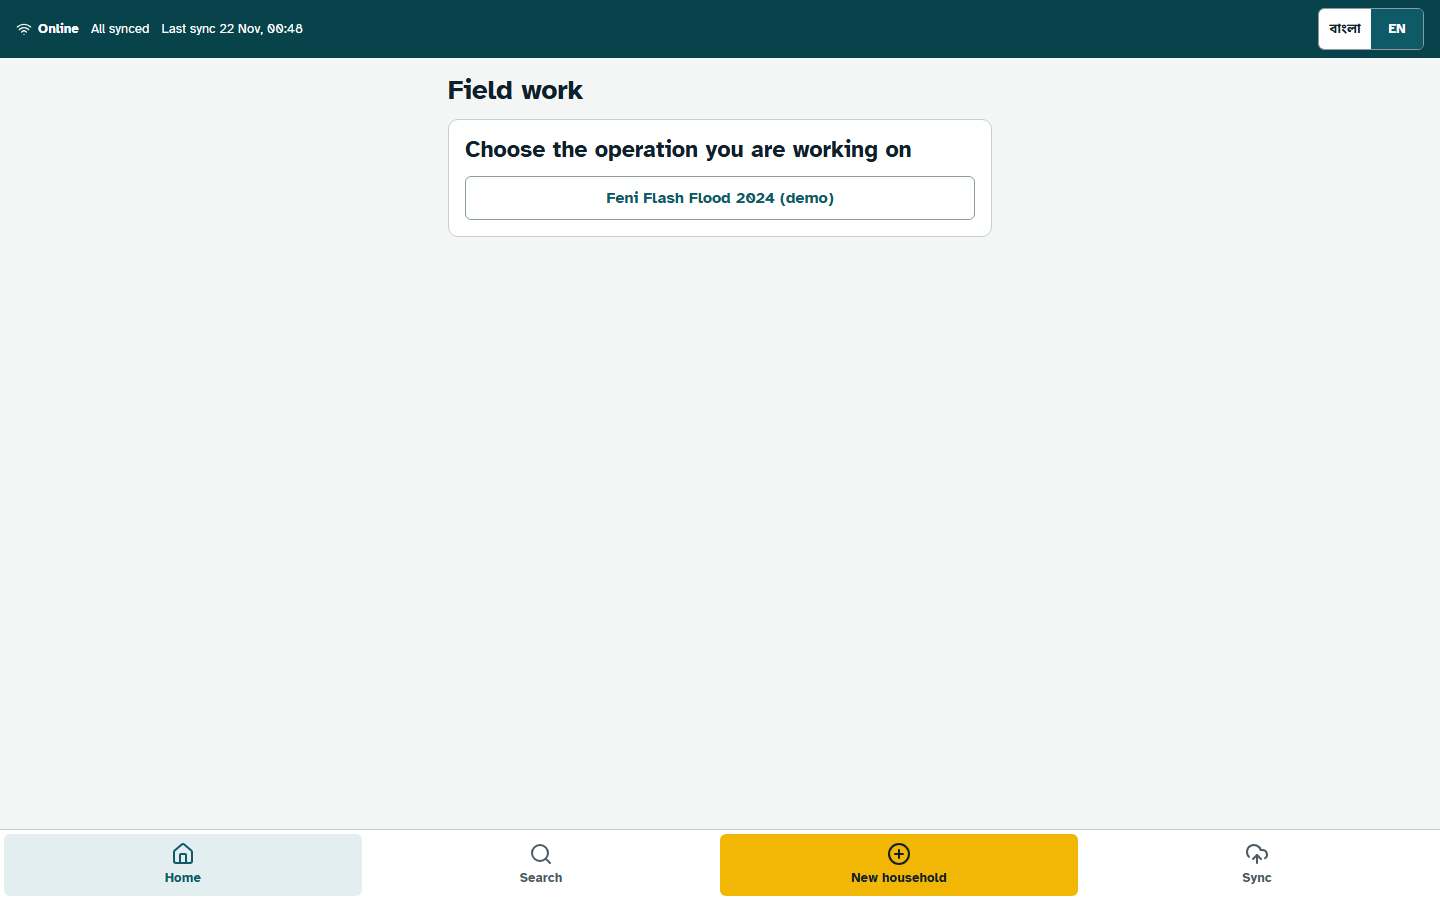 Online All synced Last sync 22 Nov, 00:48
বাংলা EN
Field work
Choose the operation you are working on
Feni Flash Flood 2024 (demo)
Home
Search
New household
Sync